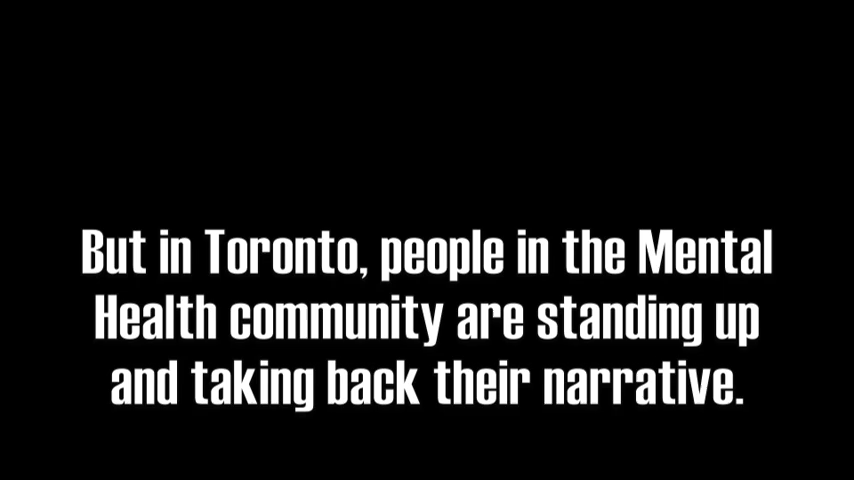 But in Toronto, people in the Mental
Health community are standing up
and taking back their narrative.